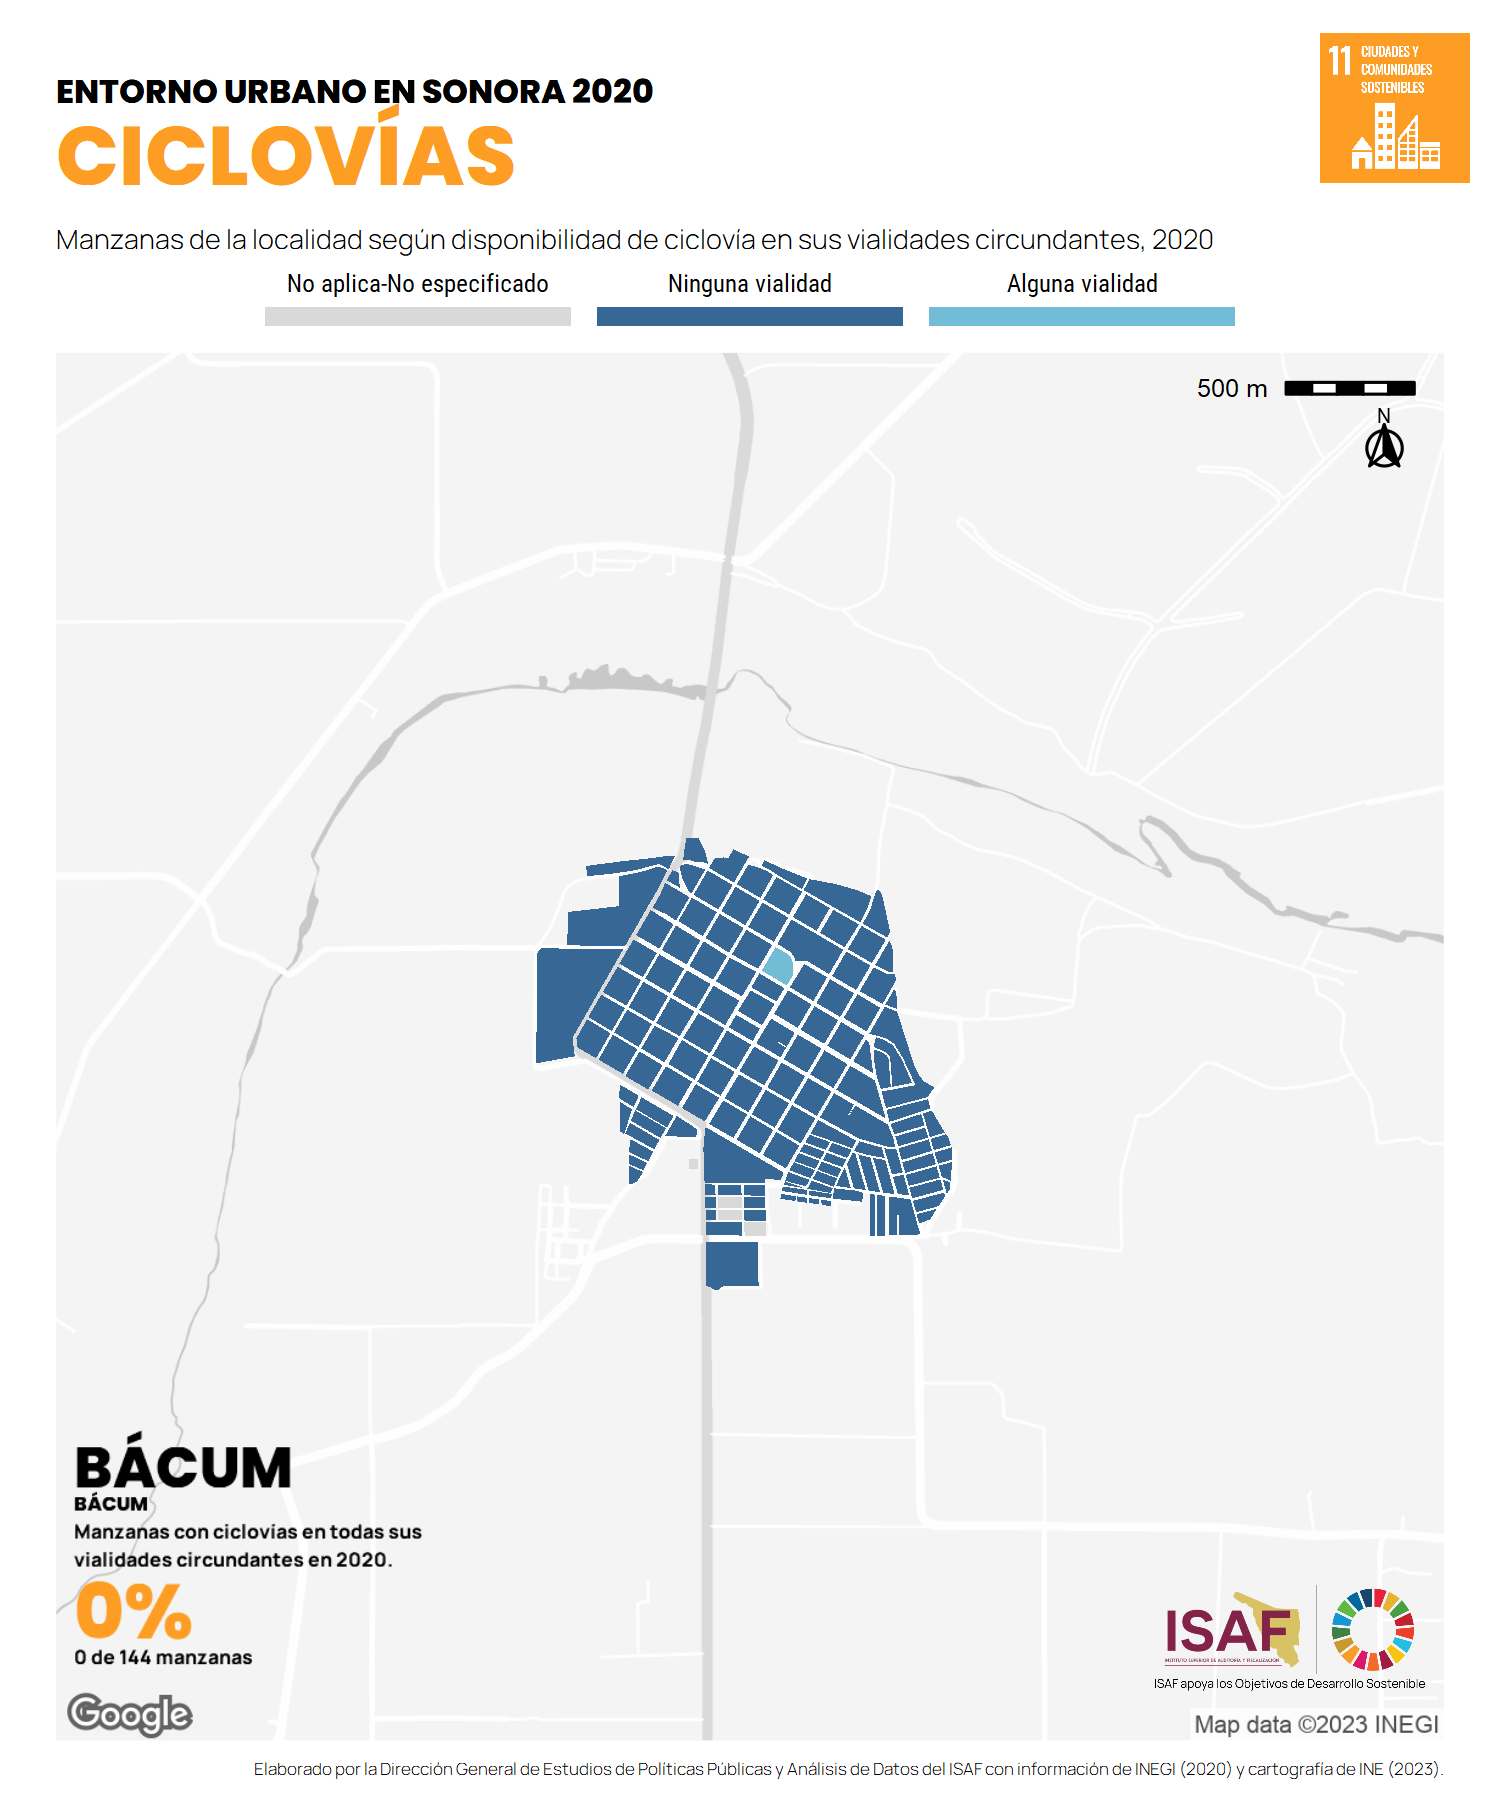 ENTORNO URBANO EN SONORA 2020
CICLOVÍAS
11 CIUDADES Y
COMUNIDADES
SOSTENIBLES
Manzanas de la localidad según disponibilidad de ciclovía en sus vialidades circundantes, 2020
No aplica-No especificado
Ninguna vialidad
Alguna vialidad
500 m
N
BÁCUM
BÁCUM
Manzanas con ciclovias en todas sus
vialidades circundantes en 2020.
0%
0 de 144 manzanas
Google
ISAF
INSTITUTO SUPERIOR DE AUDITORÍA Y FISCALIZACIÓN
ISAF apoya los Objetivos de Desarrollo Sostenible
Map data ©2023 INEGI
Elaborado por la Dirección General de Estudios de Políticas Públicas y Análisis de Datos del ISAF con información de INEGI (2020) y cartografía de INE (2023).